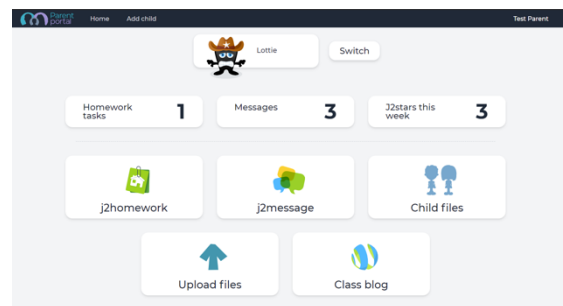 Parent
portal
Home
Add child
Test Parent
Lottie
Switch
Homework
tasks
1
Messages
3
J2stars this
week
3
j2homework
j2message
Child files
Upload files
Class blog